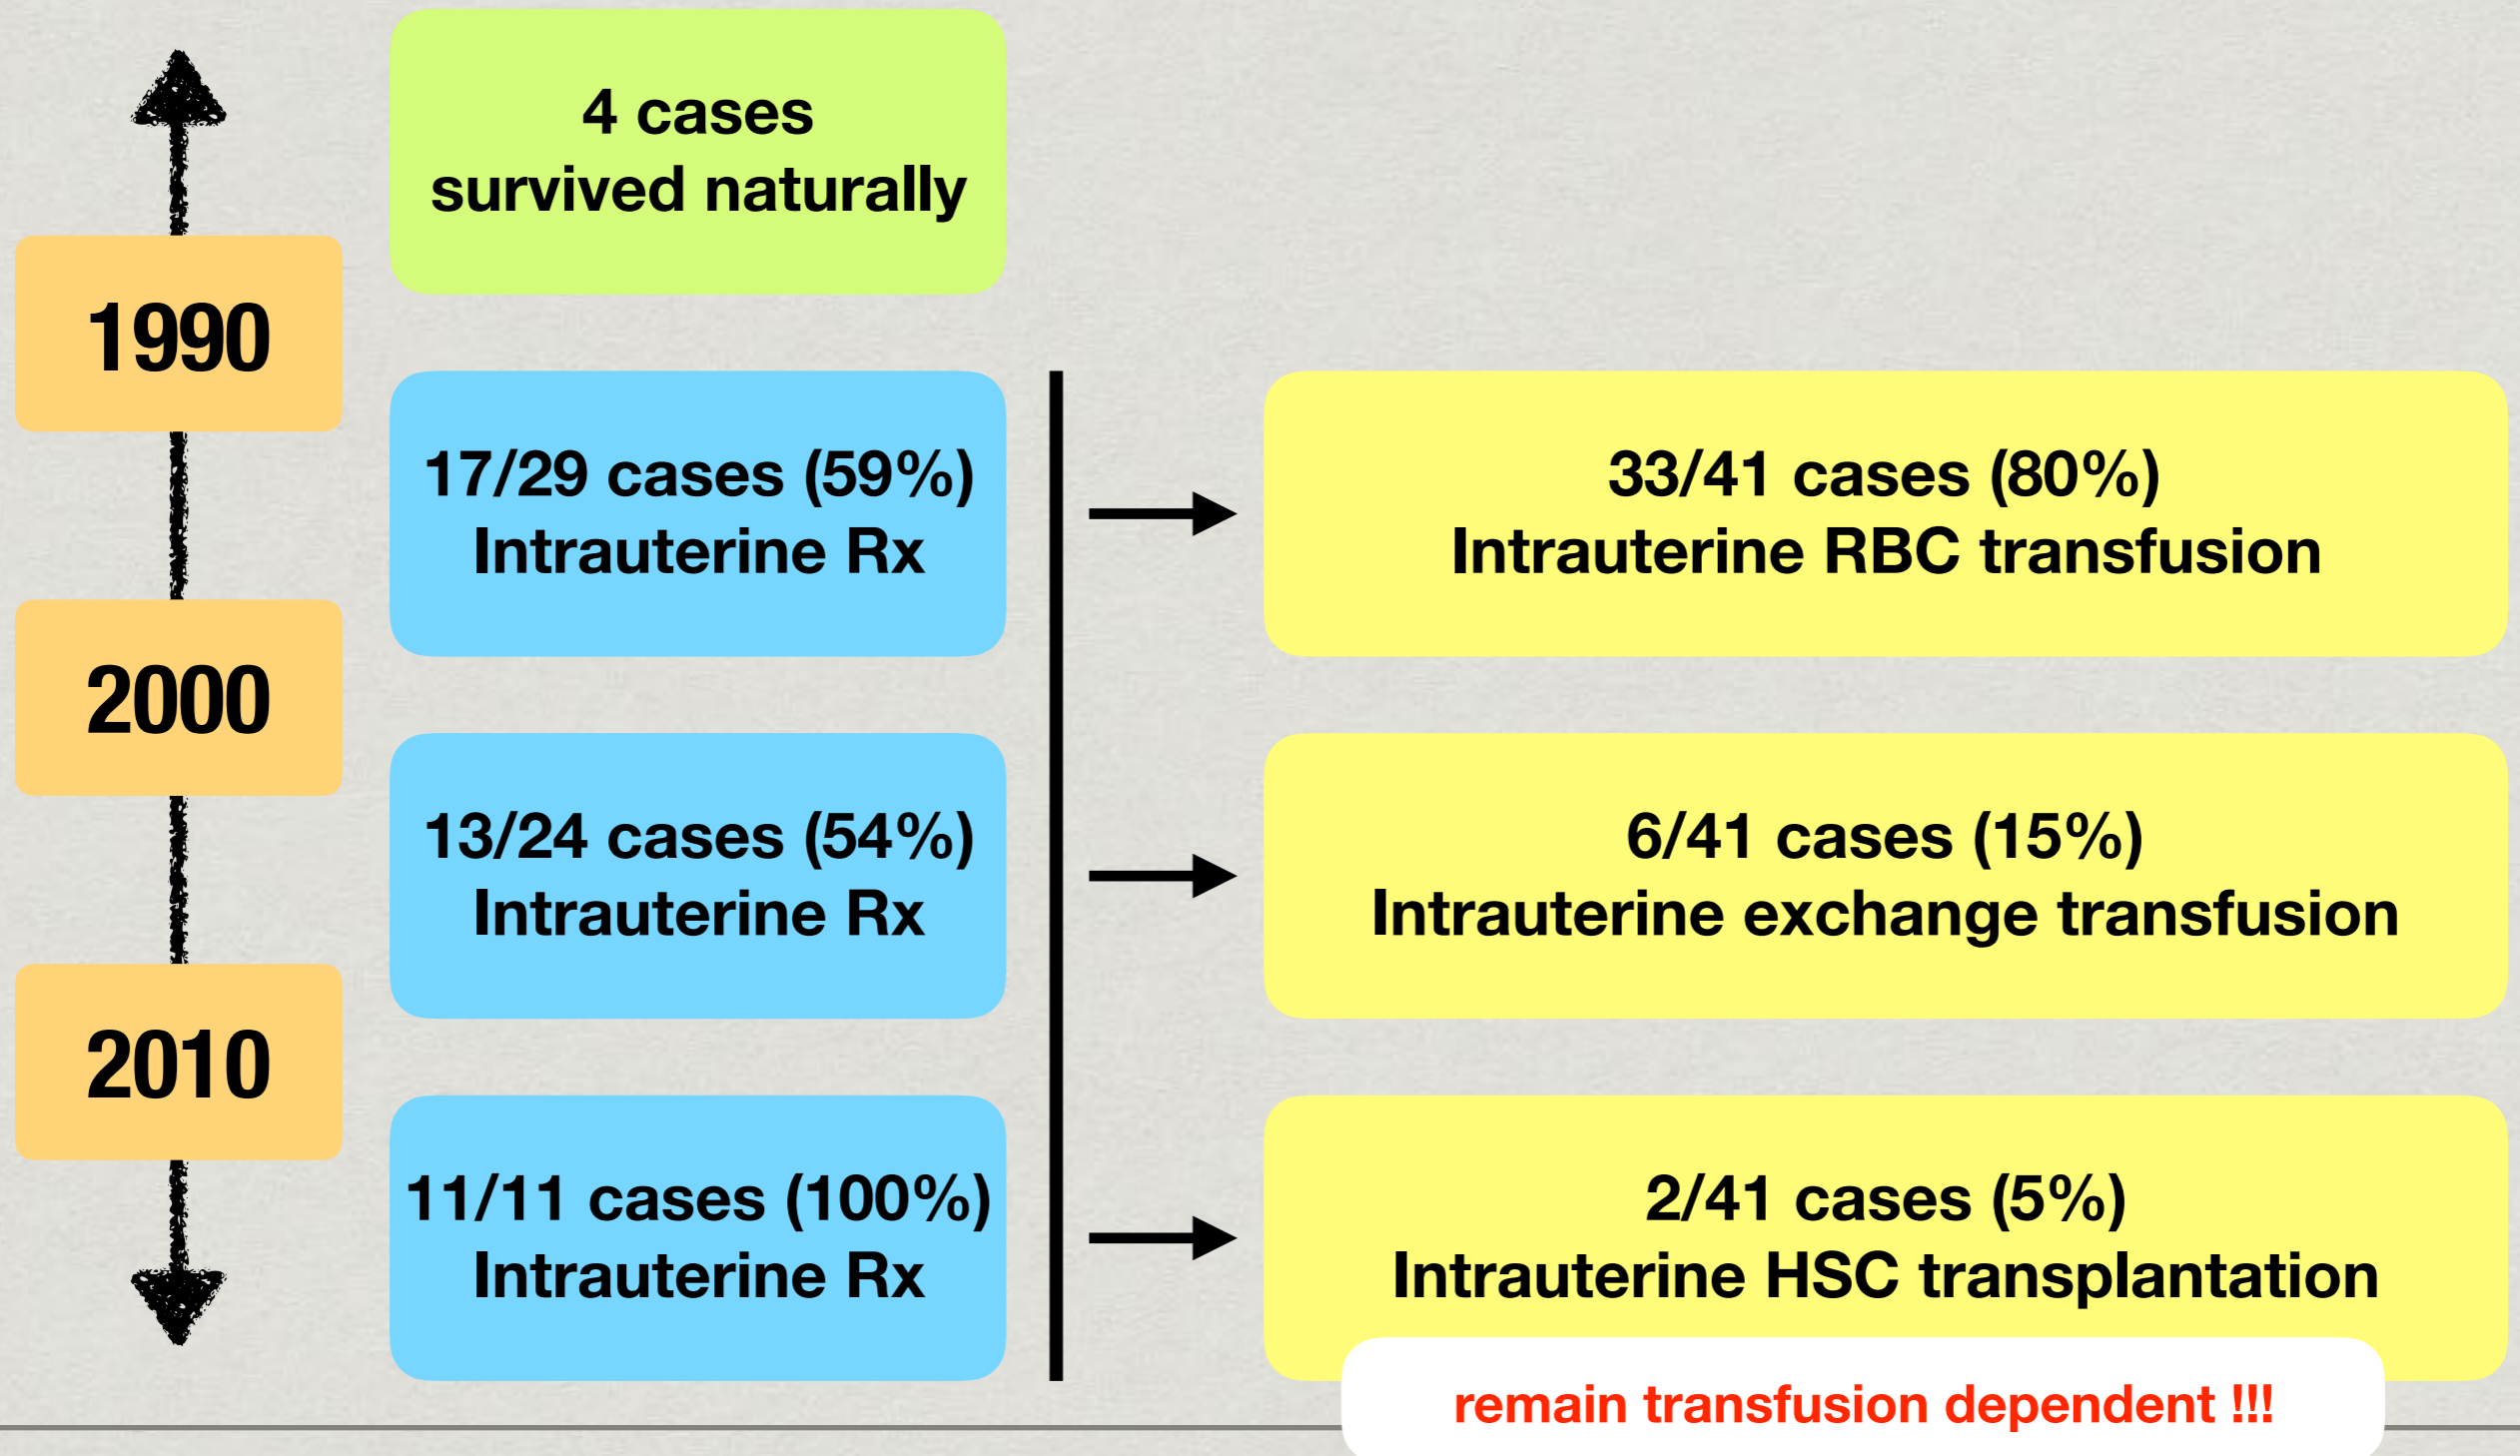 4 cases
survived naturally
1990
17/29 cases (59%)
Intrauterine Rx
33/41 cases (80%)
Intrauterine RBC transfusion
2000
13/24 cases (54%)
Intrauterine Rx
6/41 cases (15%)
Intrauterine exchange transfusion
2010
11/11 cases (100%)
Intrauterine Rx
2/41 cases (5%)
Intrauterine HSC transplantation
remain transfusion dependent !!!